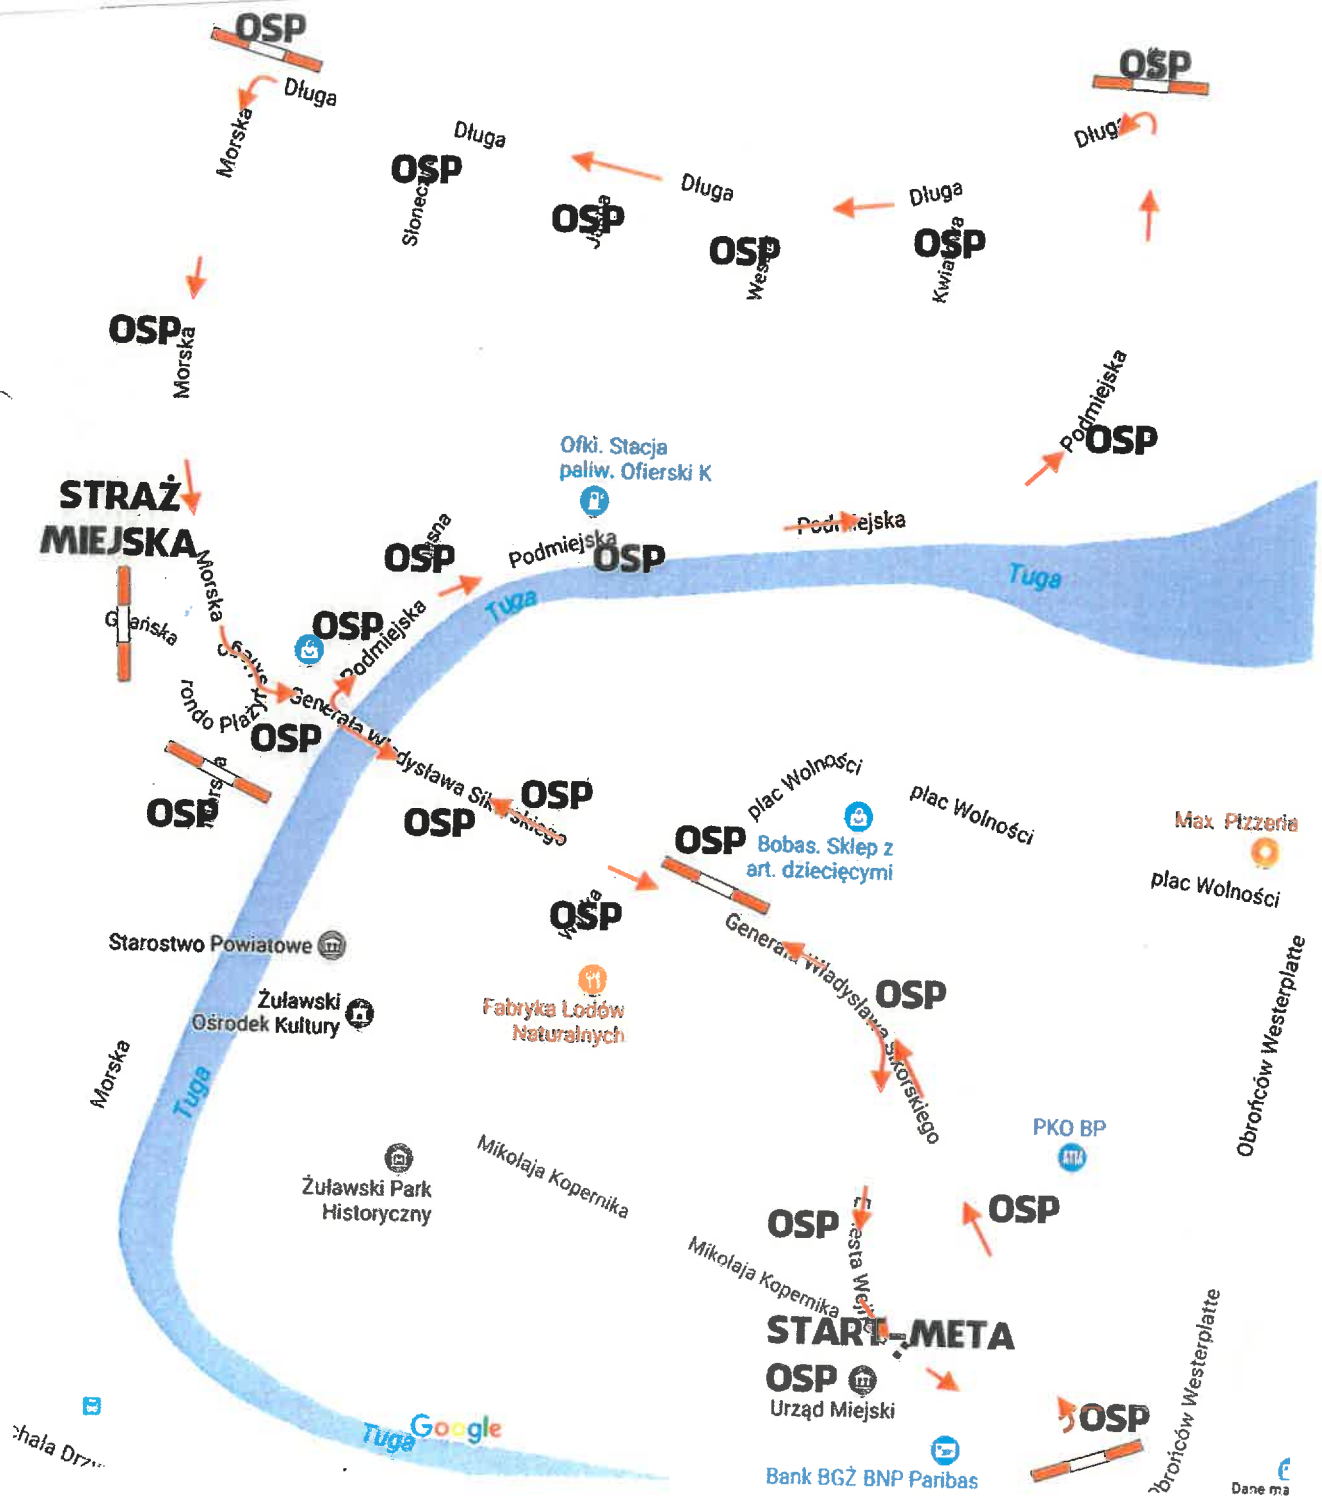 OSP
Długa
Morska
Długa
OSP
Długa
OSP
Długa
OSP
OSP
Długa
OSP
OSP
Morska
Podmiejska
OSP
Ofki. Stacja
paliw. Ofierski K
STRAŻ
MIEJSKA
Morska
OSP
Podmiejska
OSP
Podmiejska
Tuga
Tuga
Gdańska
OSP
Podmiejska
rondo Plażyn
Generała Władysława Sikorskiego
OSP
OSP
OSP
OSP
plac Wolności
OSP
Bobas. Sklep z
art. dziecięcymi
plac Wolności
Max Pizzeria
plac Wolności
OSP
Generała Władysława Sikorskiego
OSP
Starostwo Powiatowe
Żuławski
Ośrodek Kultury
Fabryka Lodów
Naturalnych
Obrońców Westerplatte
Morska
Tuga
PKO BP
Żuławski Park
Historyczny
Mikołaja Kopernika
OSP
OSP
Mikołaja Kopernika
START-META
OSP
Urząd Miejski
OSP
Obrońców Westerplatte
Tuga
Google
Bank BGŻ BNP Paribas
Dane ma